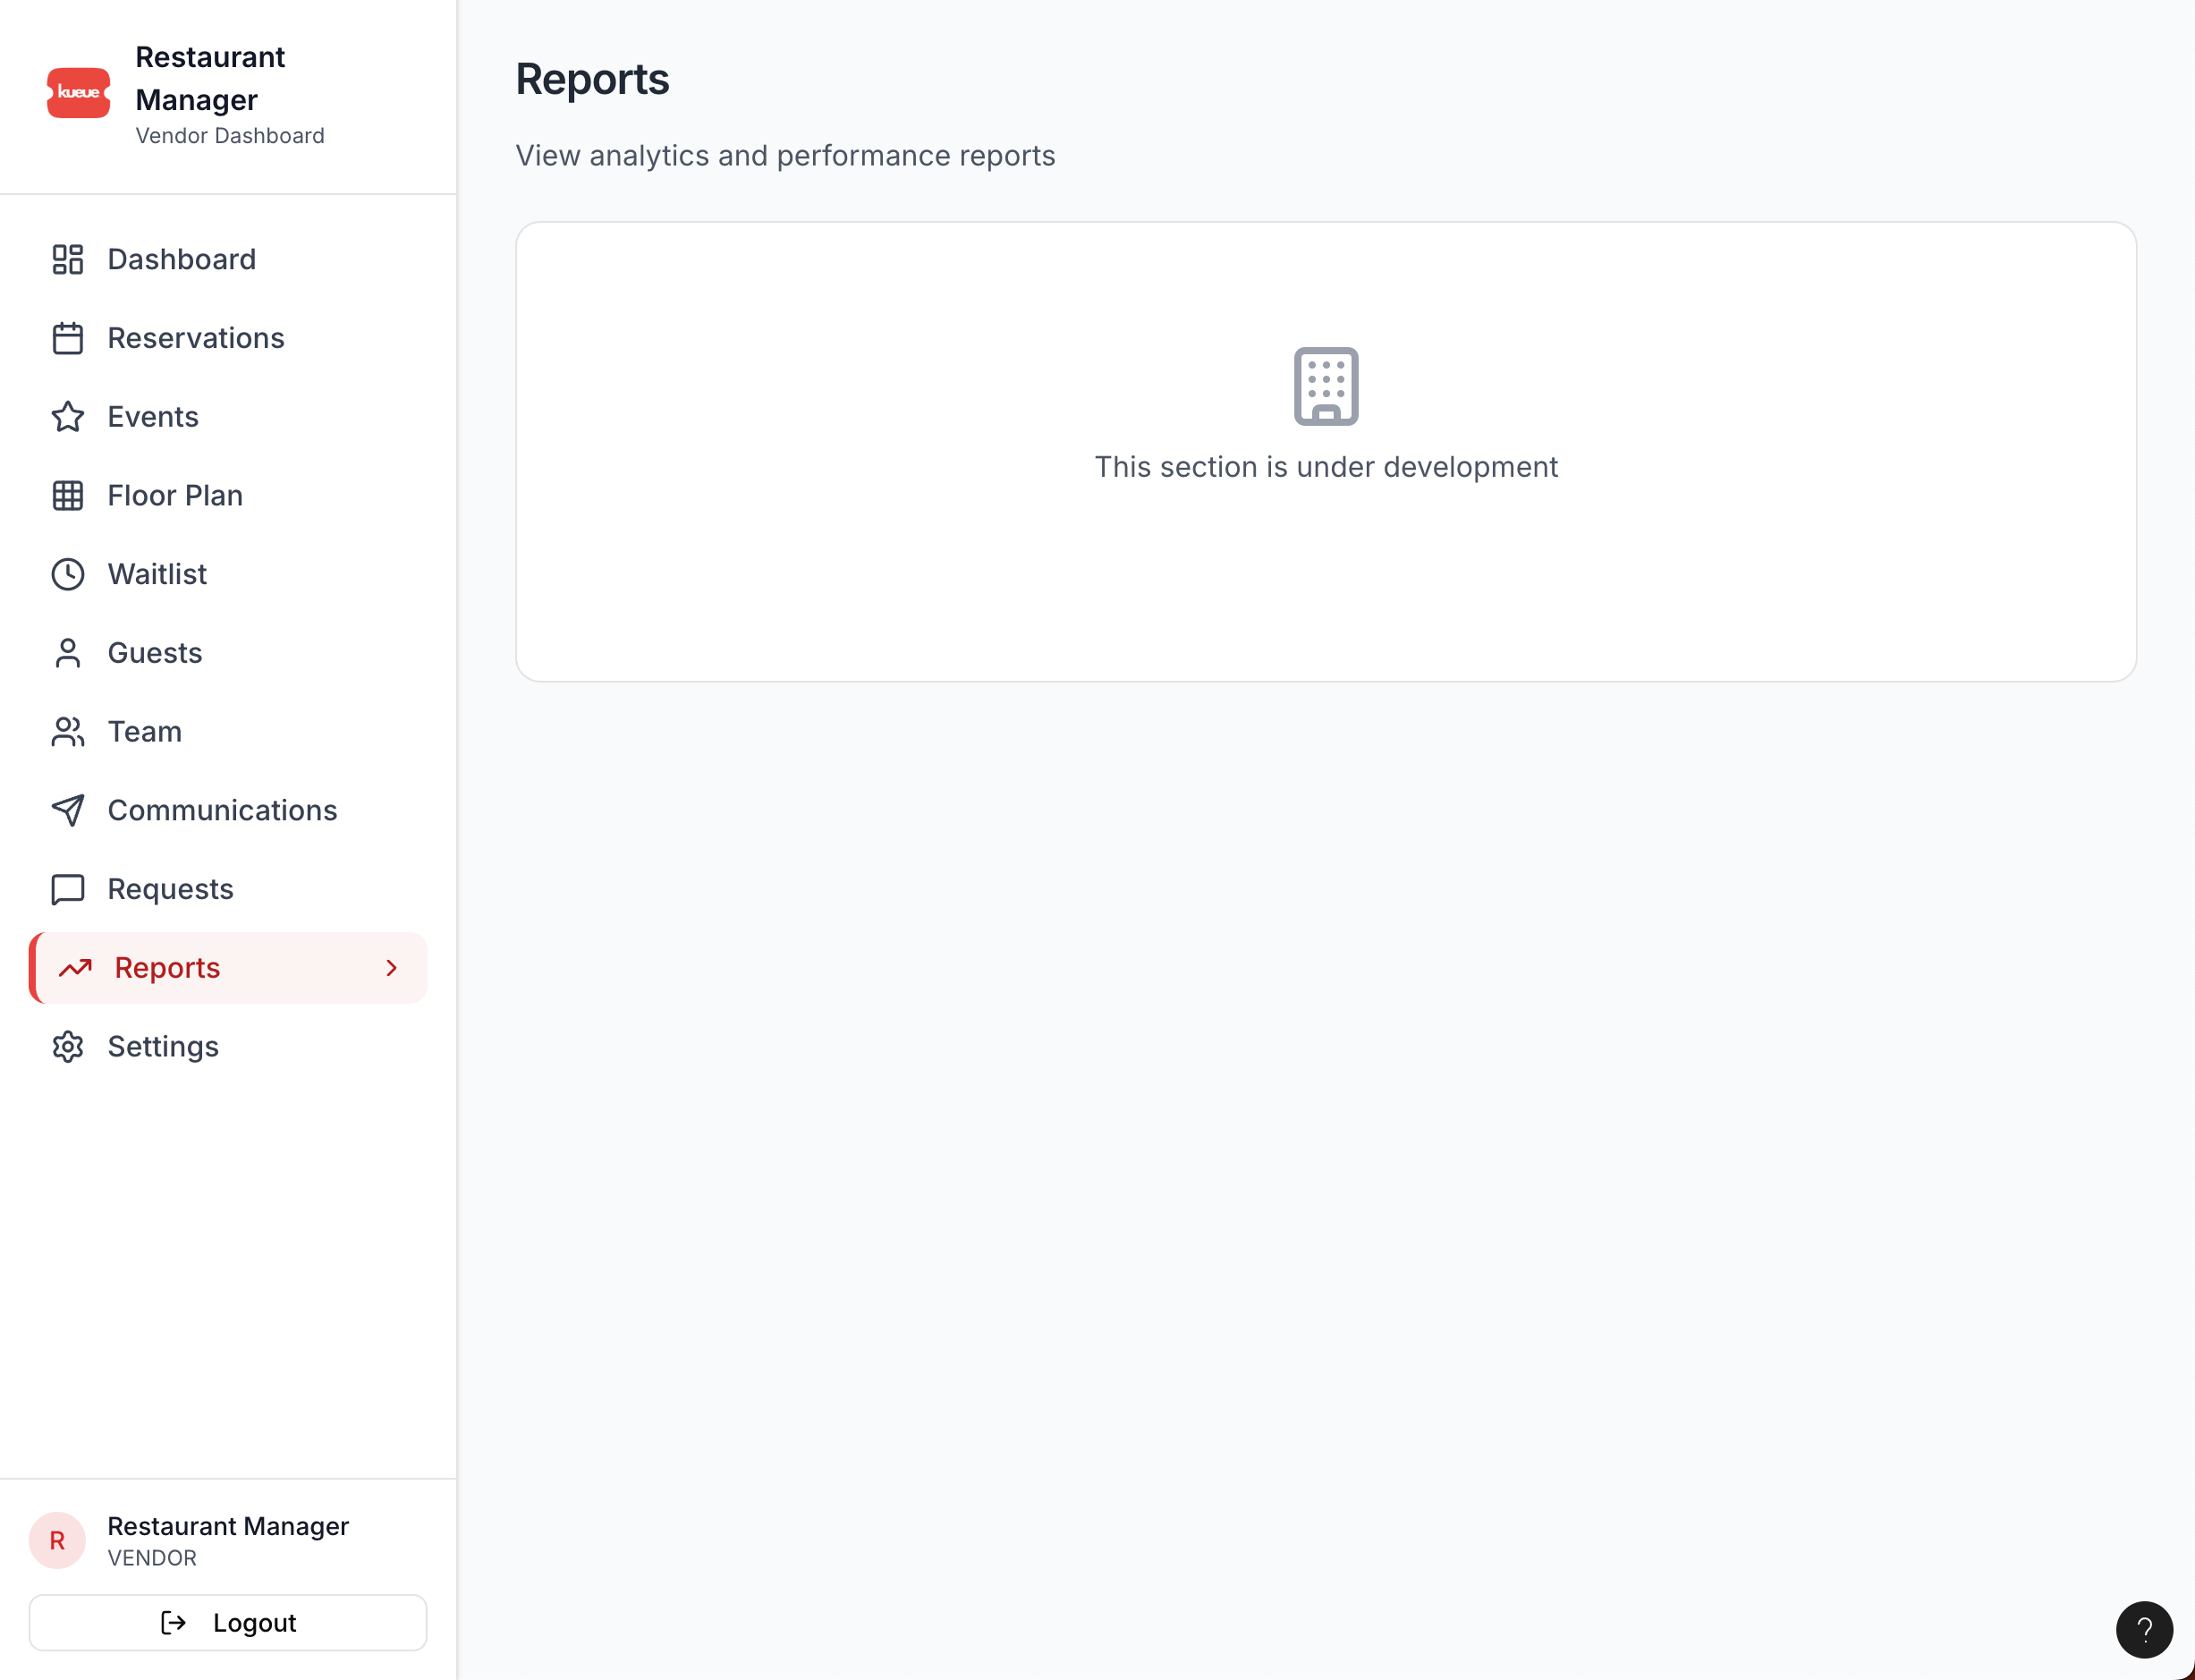 kueue
Restaurant
Manager
Vendor Dashboard
Dashboard
Reservations
Events
Floor Plan
Waitlist
Guests
Team
Communications
Requests
Reports
Settings
Restaurant Manager
R
VENDOR
Logout
Reports
View analytics and performance reports
This section is under development
?